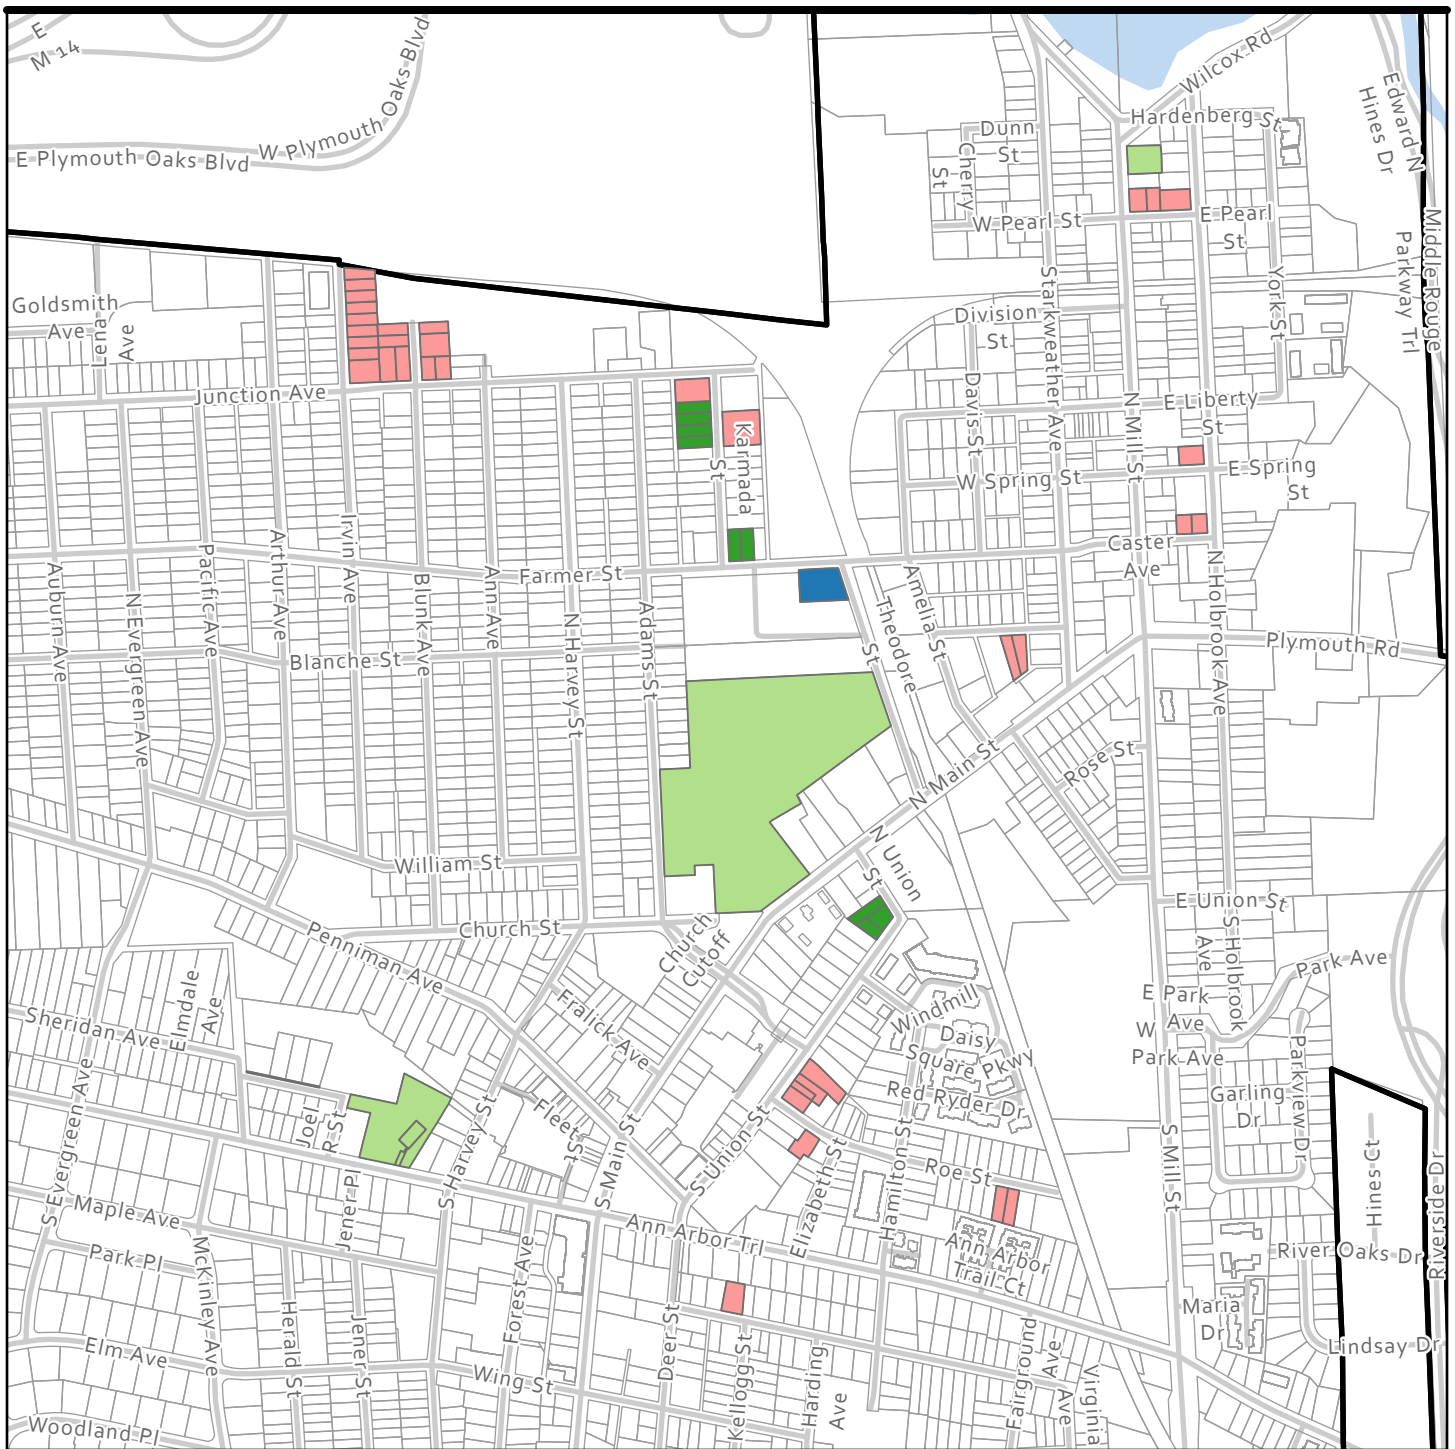 E
M 14
W Plymouth Oaks Blvd
E Plymouth Oaks Blvd
Wilcox Rd
Edward N
Hines Dr
Hardenberg St
Dunn
St
Cherry
St
W Pearl St
E Pearl
St
Middle Rouge
Parkway Trl
Goldsmith
Ave
Lena
Ave
Starkweather Ave
York St
Division
St
Junction Ave
Davis St
N Mill St
E Liberty
St
Karmada
St
W Spring St
E Spring
St
Caster
Ave
Auburn Ave
N Evergreen Ave
Pacific Ave
Arthur Ave
Irvin Ave
Blunk Ave
Ann Ave
Farmer St
N Harvey St
Adams St
Theodore
St
Amelia St
N Holbrook Ave
Plymouth Rd
Blanche St
Rose St
N Main St
N Union
St
William St
Church St
Church
Cutoff
Penniman Ave
E Union St
S Holbrook
Ave
Park Ave
E Park
Ave
W
Park Ave
Elmdale
Ave
Sheridan Ave
Fralick Ave
Windmill
Daisy
Square Pkwy
Red Ryder Dr
Garling
Dr
Parkview Dr
S Evergreen Ave
Joel
R St
Fleet St
S Harvey St
S Main St
S Union St
Elizabeth St
Hamilton St
Roe St
S Mill St
Hines Ct
Riverside Dr
Maple Ave
Park Pl
Jener Pl
McKinley Ave
Ann Arbor Trl
Ann Arbor
Trail Ct
River Oaks Dr
Forest Ave
Maria
Dr
Lindsay Dr
Elm Ave
Herald St
Jener St
Wing St
Deer St
Kellogg St
Harding
Ave
Fairground
Ave
Virginia
Ave
Woodland Pl